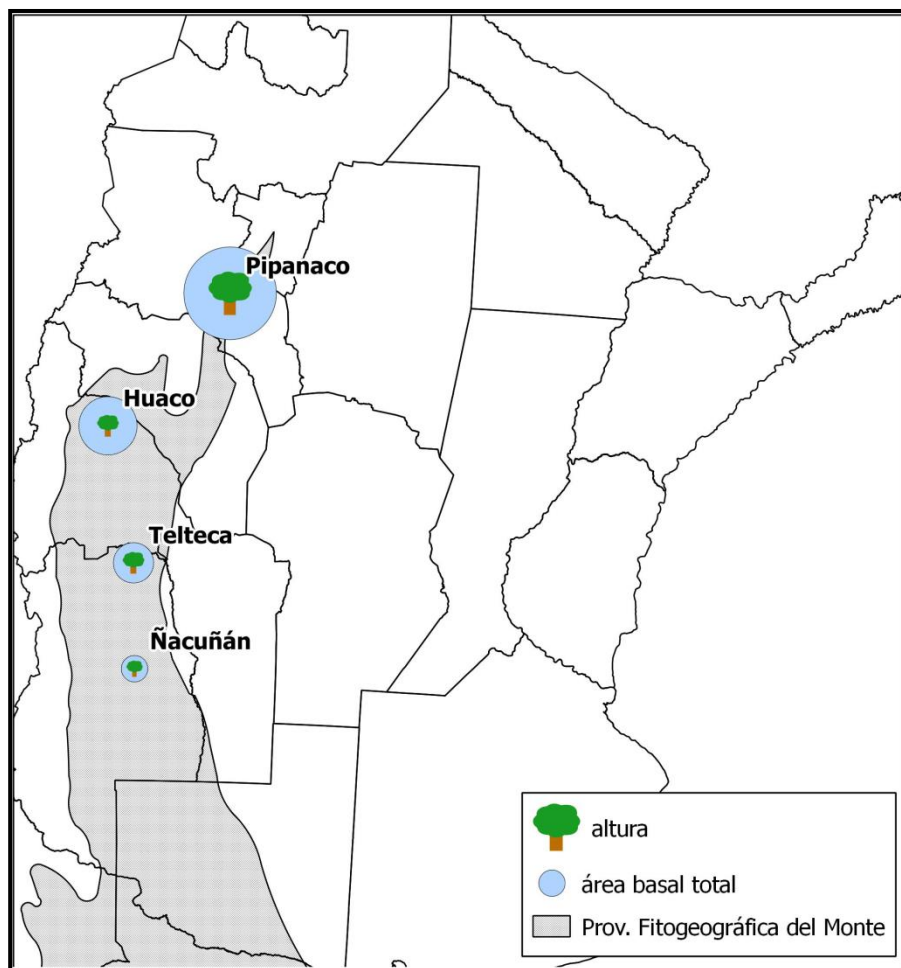 Pipanaco
Huaco
Telteca
Ñacuñán
altura
área basal total
Prov. Fitogeográfica del Monte